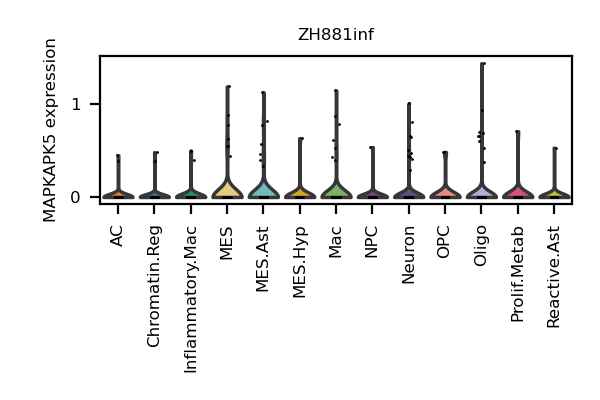 ZH881inf
MAPKAPK5 expression
1
0
AC
Chromatin.Reg
Inflammatory.Mac
MES
MES.Ast
MES.Hyp
Mac
NPC
Neuron
OPC
Oligo
Prolif.Metab
Reactive.Ast